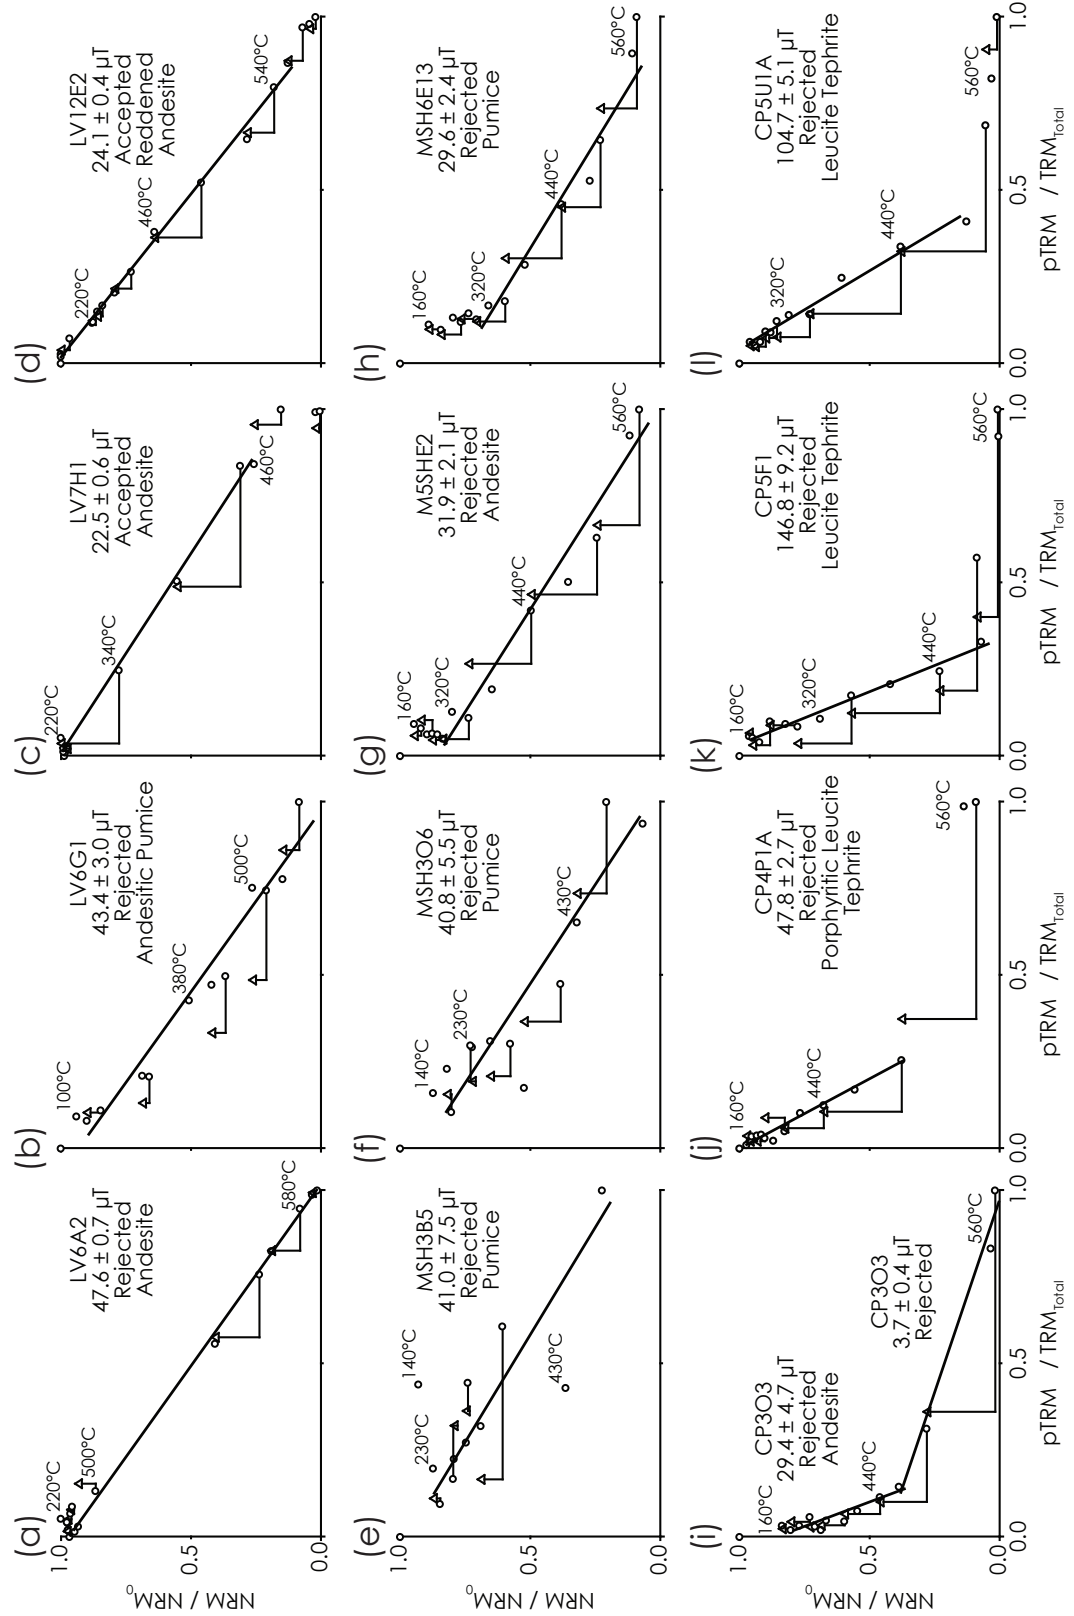 (a)
LV6A2
47.6 ± 0.7 µT
Rejected
Andesite
220°C
500°C
580°C
1.0
0.5
0.0
NRM / NRM0
(b)
LV6G1
43.4 ± 3.0 µT
Rejected
Andesitic Pumice
100°C
380°C
500°C
(c)
LV7H1
22.5 ± 0.6 µT
Accepted
Andesite
220°C
340°C
460°C
(d)
LV12E2
24.1 ± 0.4 µT
Accepted
Reddened
Andesite
220°C
460°C
540°C
(e)
MSH3B5
41.0 ± 7.5 µT
Rejected
Pumice
140°C
230°C
430°C
1.0
0.5
0.0
NRM / NRM0
(f)
MSH3O6
40.8 ± 5.5 µT
Rejected
Pumice
140°C
230°C
430°C
(g)
M5SHE2
31.9 ± 2.1 µT
Rejected
Andesite
160°C
320°C
440°C
560°C
(h)
MSH6E13
29.6 ± 2.4 µT
Rejected
Pumice
160°C
320°C
440°C
560°C
(i)
CP3O3
29.4 ± 4.7 µT
Rejected
Andesite
CP3O3
3.7 ± 0.4 µT
Rejected
160°C
440°C
560°C
1.0
0.5
0.0
NRM / NRM0
0.0
0.5
1.0
pTRM / TRMTotal
(j)
CP4P1A
47.8 ± 2.7 µT
Rejected
Porphyritic Leucite
Tephrite
160°C
440°C
560°C
0.0
0.5
1.0
pTRM / TRMTotal
(k)
CP5F1
146.8 ± 9.2 µT
Rejected
Leucite Tephrite
160°C
320°C
440°C
560°C
0.0
0.5
1.0
pTRM / TRMTotal
(l)
CP5U1A
104.7 ± 5.1 µT
Rejected
Leucite Tephrite
320°C
440°C
560°C
0.0
0.5
1.0
pTRM / TRMTotal